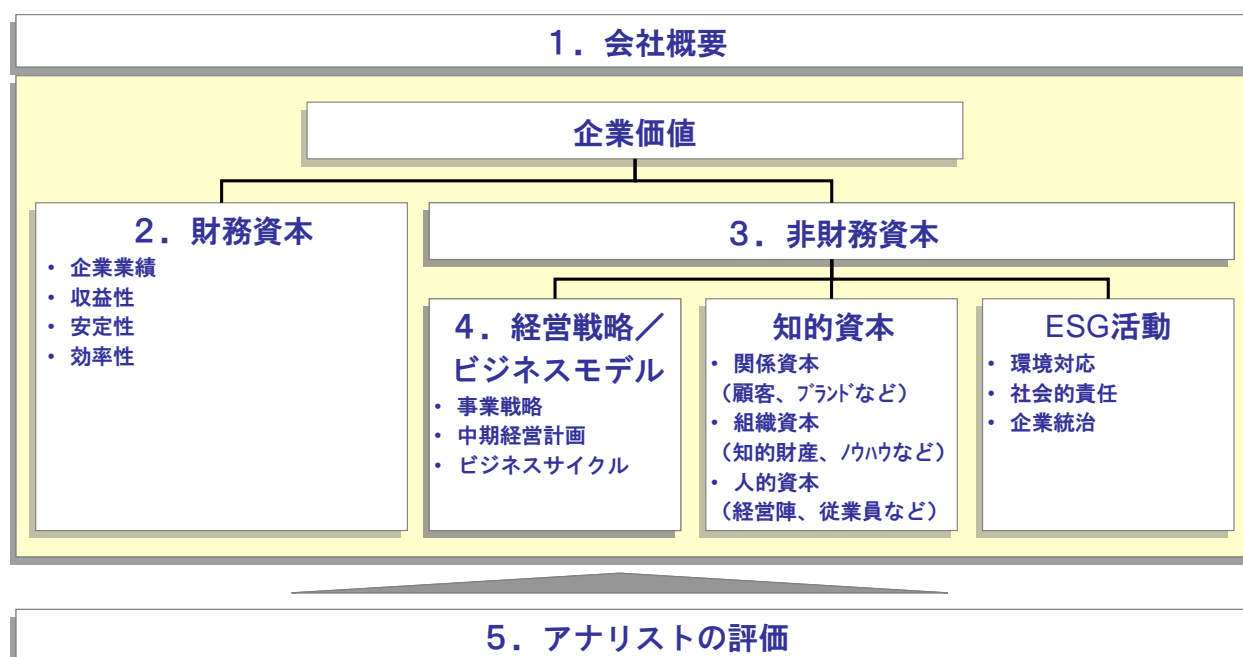 １．会社概要
企業価値
２．財務資本
・ 企業業績
・ 収益性
・ 安定性
・ 効率性
３．非財務資本
４．経営戦略／
ビジネスモデル
・ 事業戦略
・ 中期経営計画
・ ビジネスサイクル
知的資本
・ 関係資本
（顧客、ﾌﾞﾗﾝﾄﾞなど）
・ 組織資本
（知的財産、ﾉｳﾊｳなど）
・ 人的資本
（経営陣、従業員など）
ESG活動
・ 環境対応
・ 社会的責任
・ 企業統治
５．アナリストの評価